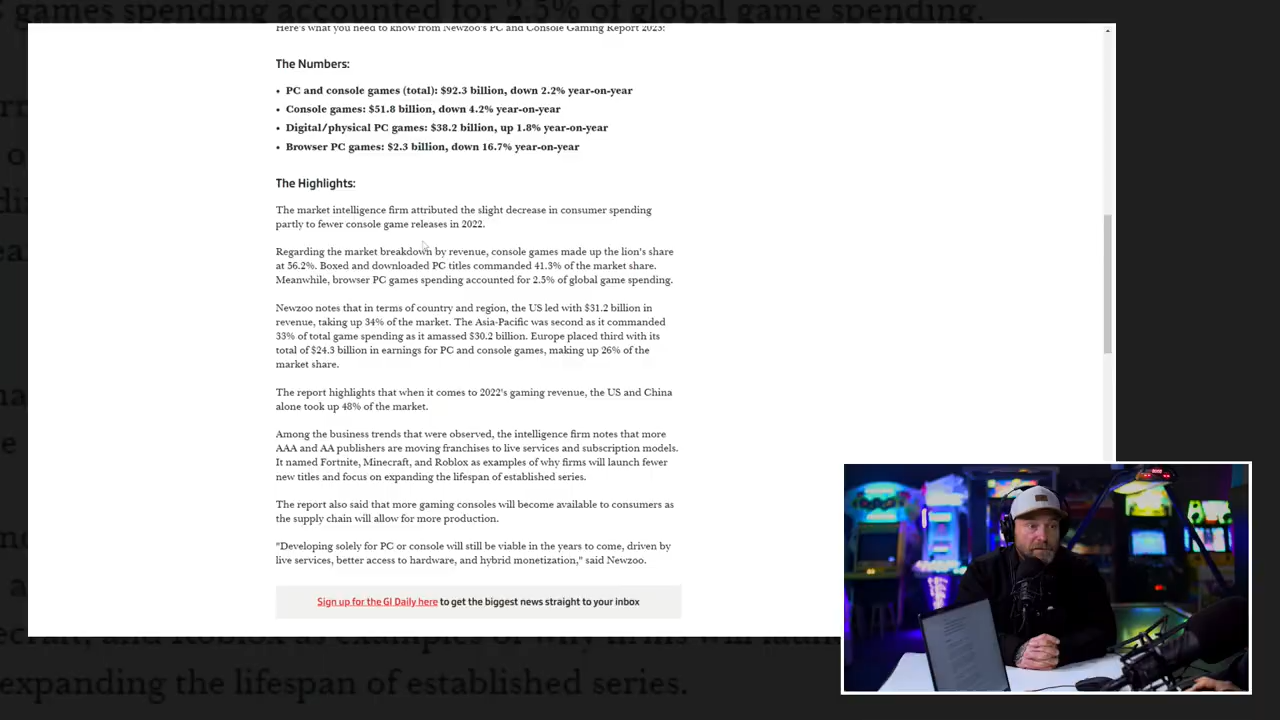 games spending accounted for 2.5% of global game spending.
Here's what you need to know from Newzoo's PC and Console Gaming Report 2023:
The Numbers:
• PC and console games (total): $92.3 billion, down 2.2% year-on-year
• Console games: $51.8 billion, down 4.2% year-on-year
• Digital/physical PC games: $38.2 billion, up 1.8% year-on-year
• Browser PC games: $2.3 billion, down 16.7% year-on-year
The Highlights:
The market intelligence firm attributed the slight decrease in consumer spending
partly to fewer console game releases in 2022.
Regarding the market breakdown by revenue, console games made up the lion's share
at 56.2%. Boxed and downloaded PC titles commanded 41.3% of the market share.
Meanwhile, browser PC games spending accounted for 2.5% of global game spending.
Newzoo notes that in terms of country and region, the US led with $31.2 billion in
revenue, taking up 34% of the market. The Asia-Pacific was second as it commanded
33% of total game spending as it amassed $30.2 billion. Europe placed third with its
total of $24.3 billion in earnings for PC and console games, making up 26% of the
market share.
The report highlights that when it comes to 2022's gaming revenue, the US and China
alone took up 48% of the market.
Among the business trends that were observed, the intelligence firm notes that more
AAA and AA publishers are moving franchises to live services and subscription models.
It named Fortnite, Minecraft, and Roblox as examples of why firms will launch fewer
new titles and focus on expanding the lifespan of established series.
The report also said that more gaming consoles will become available to consumers as
the supply chain will allow for more production.
"Developing solely for PC or console will still be viable in the years to come, driven by
live services, better access to hardware, and hybrid monetization," said Newzoo.
Sign up for the GI Daily here to get the biggest news straight to your inbox
expanding the lifespan of established series.